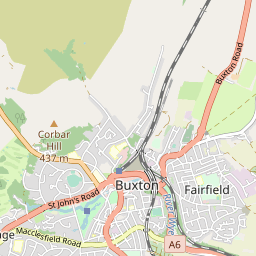 Buxton Road
Corbar
Hill
437 m
Buxton
Fairfield
St John's Road
Macclesfield Road
A6